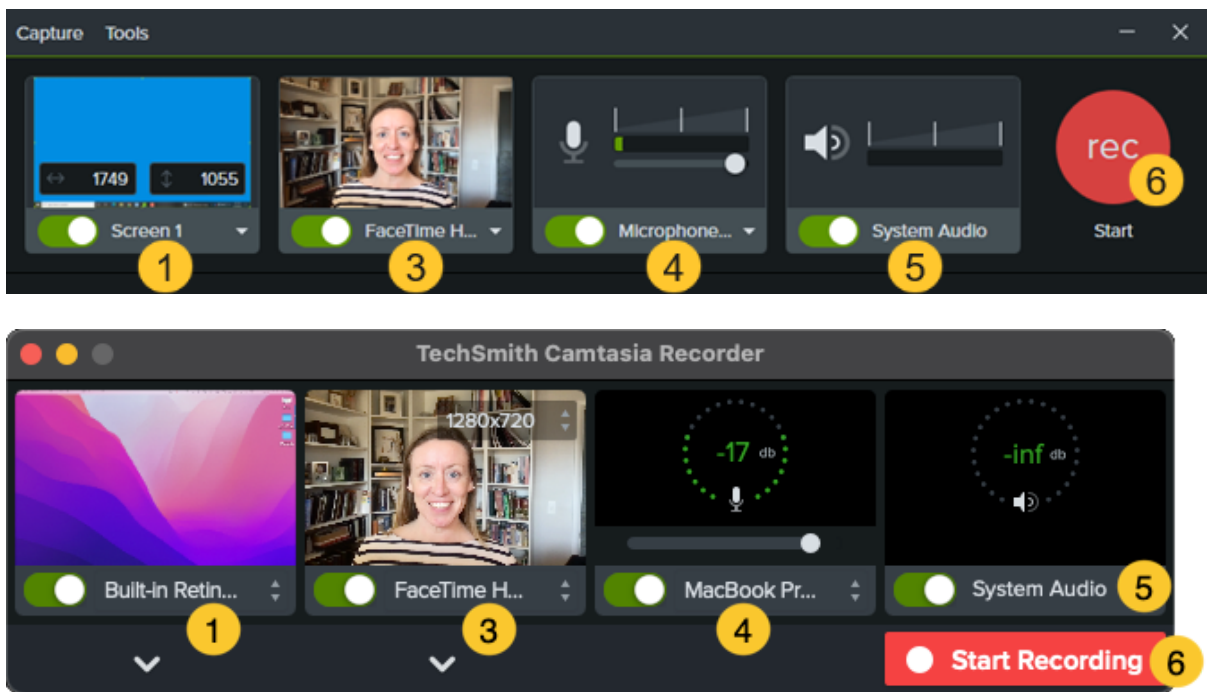 Capture Tools
1749 1055
Screen 1 FaceTime H... Microphone... System Audio
rec
Start
1 3 4 5 6
TechSmith Camtasia Recorder
1280x720
-17 db -inf db
Built-in Retin... FaceTime H... MacBook Pr... System Audio 5
1 3 4
Start Recording 6